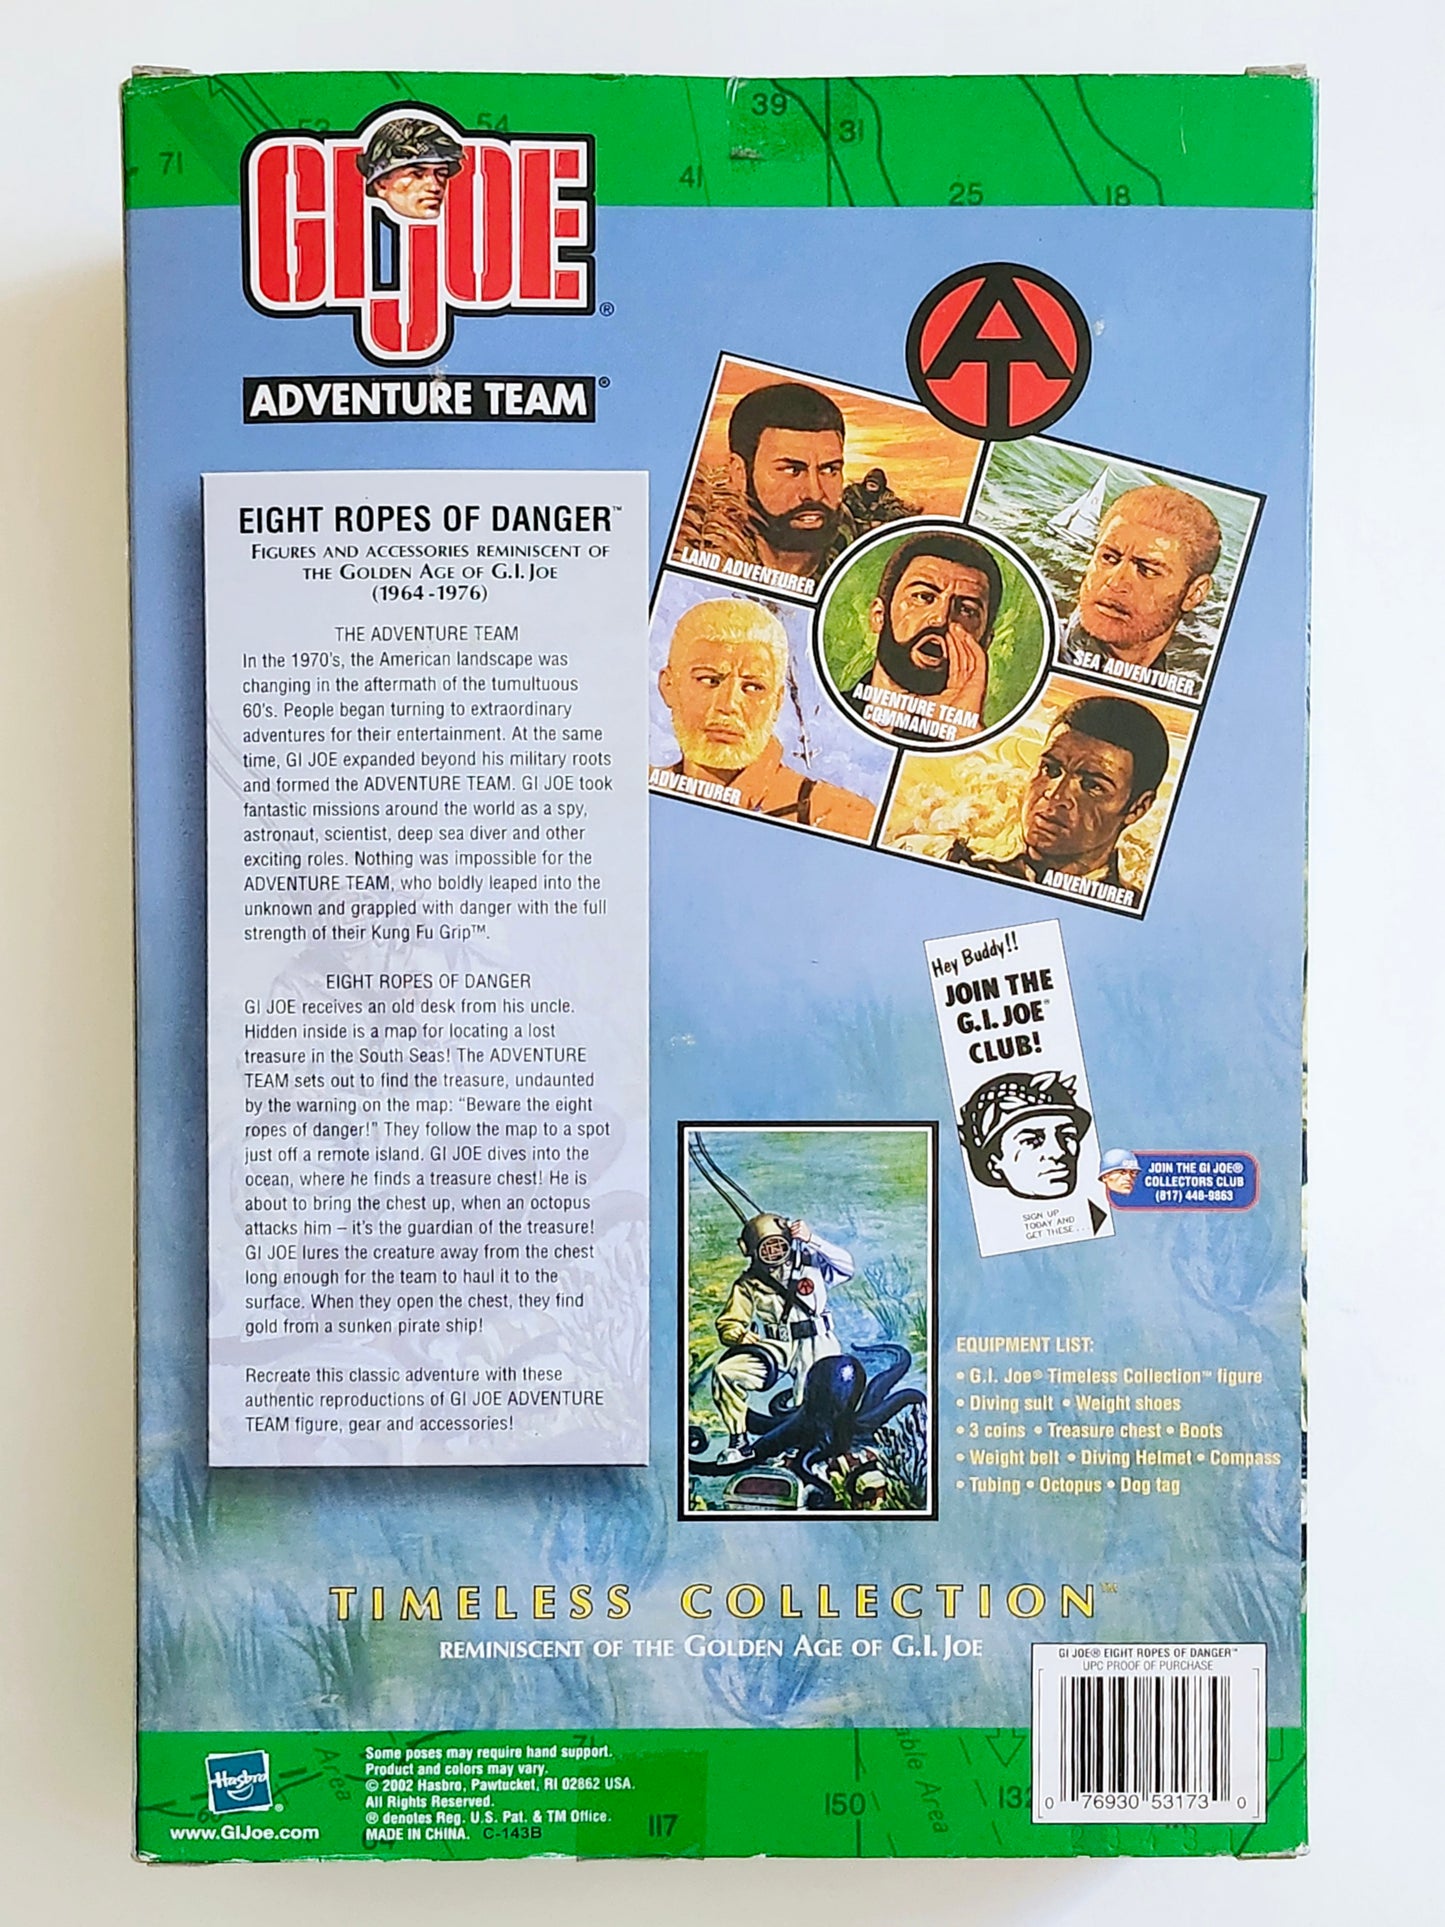 39
53
54
31
71
41
25
18
GI JOE®
ADVENTURE TEAM®
AT
EIGHT ROPES OF DANGER™
FIGURES AND ACCESSORIES REMINISCENT OF
THE GOLDEN AGE OF G.I. JOE
(1964-1976)
THE ADVENTURE TEAM
In the 1970's, the American landscape was
changing in the aftermath of the tumultuous
60's. People began turning to extraordinary
adventures for their entertainment. At the same
time, GI JOE expanded beyond his military roots
and formed the ADVENTURE TEAM. GI JOE took
fantastic missions around the world as a spy,
astronaut, scientist, deep sea diver and other
exciting roles. Nothing was impossible for the
ADVENTURE TEAM, who boldly leaped into the
unknown and grappled with danger with the full
strength of their Kung Fu Grip™.
EIGHT ROPES OF DANGER
GI JOE receives an old desk from his uncle.
Hidden inside is a map for locating a lost
treasure in the South Seas! The ADVENTURE
TEAM sets out to find the treasure, undaunted
by the warning on the map: "Beware the eight
ropes of danger!" They follow the map to a spot
just off a remote island. GI JOE dives into the
ocean, where he finds a treasure chest! He is
about to bring the chest up, when an octopus
attacks him – it's the guardian of the treasure!
GI JOE lures the creature away from the chest
long enough for the team to haul it to the
surface. When they open the chest, they find
gold from a sunken pirate ship!
Recreate this classic adventure with these
authentic reproductions of GI JOE ADVENTURE
TEAM figure, gear and accessories!
LAND ADVENTURER
SEA ADVENTURER
ADVENTURE TEAM
COMMANDER
ADVENTURER
ADVENTURER
Hey Buddy!!
JOIN THE
G.I. JOE®
CLUB!
SIGN UP
TODAY AND
GET THESE...
JOIN THE GI JOE®
COLLECTORS CLUB
(817) 448-9863
AT
EQUIPMENT LIST:
• G.I. Joe® Timeless Collection™ figure
• Diving suit • Weight shoes
• 3 coins • Treasure chest • Boots
• Weight belt • Diving Helmet • Compass
• Tubing • Octopus • Dog tag
TIMELESS COLLECTION™
REMINISCENT OF THE GOLDEN AGE OF G.I. JOE
GI JOE® EIGHT ROPES OF DANGER™
UPC PROOF OF PURCHASE
0 76930 53173 0
Hasbro®
www.GIJoe.com
Some poses may require hand support.
Product and colors may vary.
© 2002 Hasbro, Pawtucket, RI 02862 USA.
All Rights Reserved.
® denotes Reg. U.S. Pat. & TM Office.
MADE IN CHINA. C-143B
Area
71
117
150
Area
132